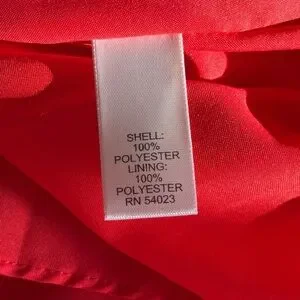 SHELL:
100%
POLYESTER
LINING:
100%
POLYESTER
RN 54023